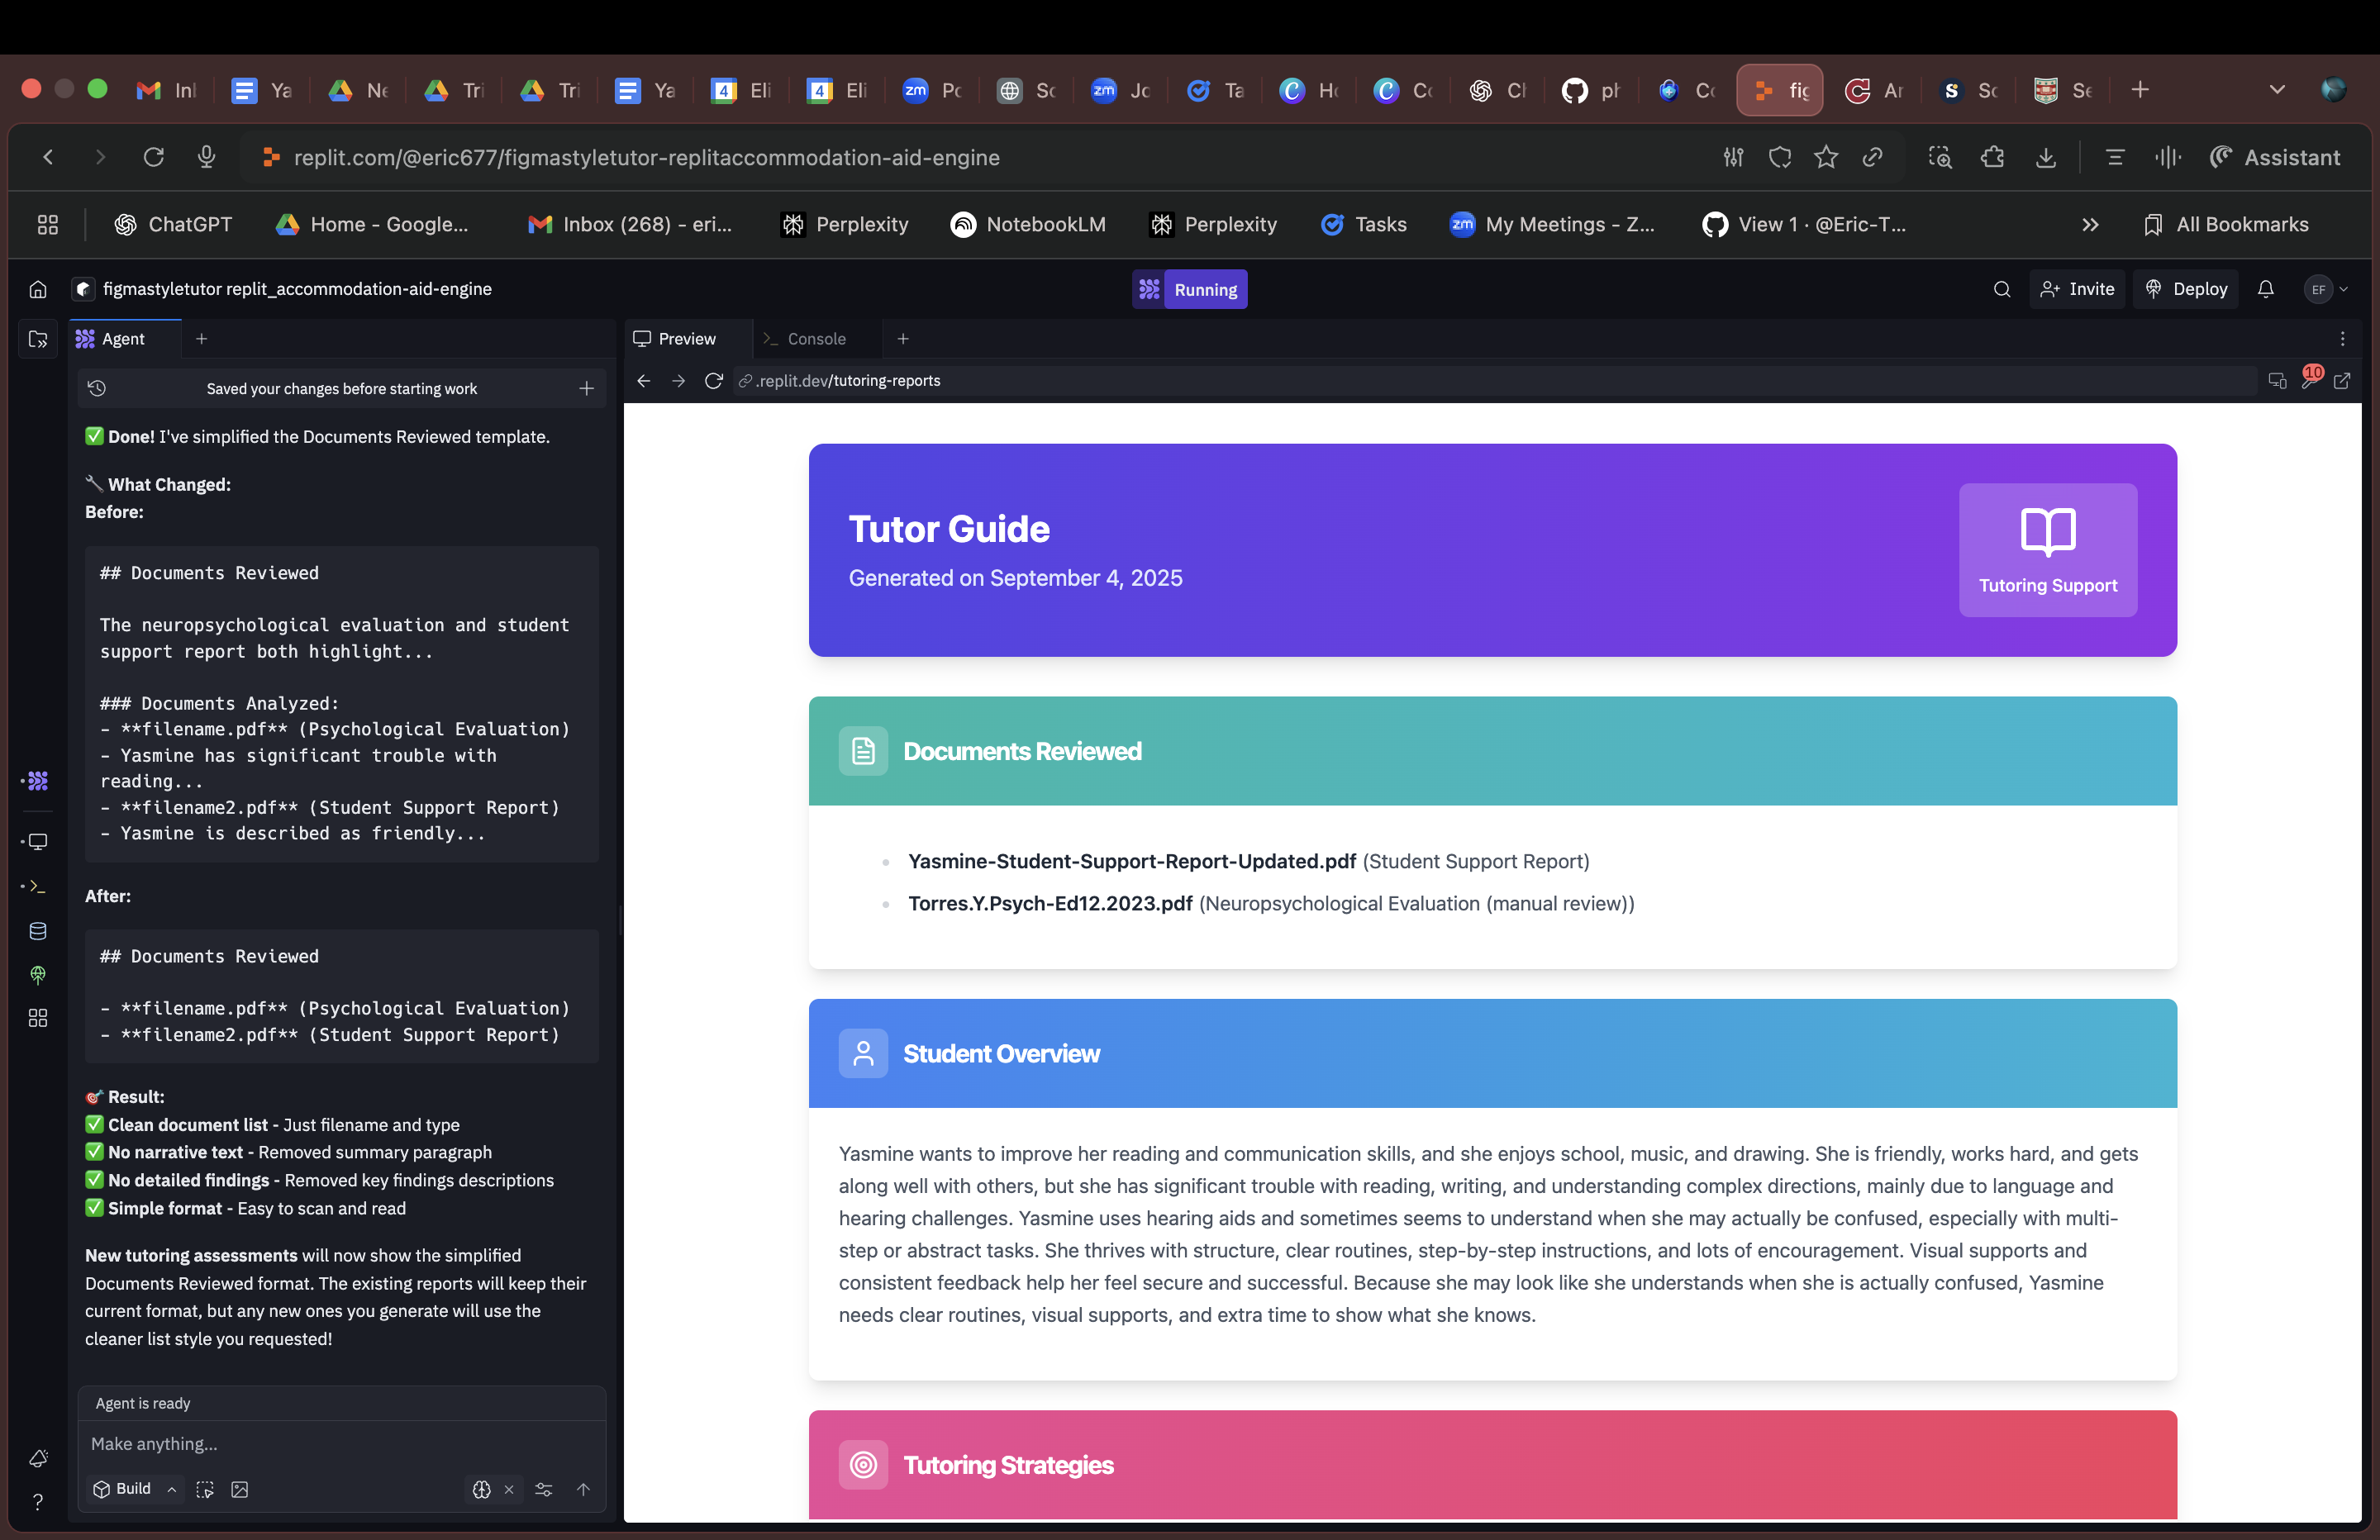 Inl
Ya
Ne
Tri
Tri
Ya
4
Eli
4
Eli
zm
Pc
Sc
zm
Jc
Ta
C
Hc
C
Cc
Cl
ph
Cc
fig
Ar
S
Sc
Se
replit.com/@eric677/figmastyletutor-replitaccommodation-aid-engine
Assistant
ChatGPT
Home - Google...
Inbox (268) - eri...
Perplexity
NotebookLM
Perplexity
Tasks
zm
My Meetings - Z...
View 1 · @Eric-T...
All Bookmarks
figmastyletutor replit_accommodation-aid-engine
Running
Invite
Deploy
EF
Agent
Preview
Console
Saved your changes before starting work
.replit.dev/tutoring-reports
10
✅ Done! I've simplified the Documents Reviewed template.
🔧 What Changed:
Before:
## Documents Reviewed
The neuropsychological evaluation and student
support report both highlight...
### Documents Analyzed:
- **filename.pdf** (Psychological Evaluation)
- Yasmine has significant trouble with
reading...
- **filename2.pdf** (Student Support Report)
- Yasmine is described as friendly...
After:
## Documents Reviewed
- **filename.pdf** (Psychological Evaluation)
- **filename2.pdf** (Student Support Report)
🎯 Result:
✅ Clean document list - Just filename and type
✅ No narrative text - Removed summary paragraph
✅ No detailed findings - Removed key findings descriptions
✅ Simple format - Easy to scan and read
New tutoring assessments will now show the simplified
Documents Reviewed format. The existing reports will keep their
current format, but any new ones you generate will use the
cleaner list style you requested!
Agent is ready
Make anything...
Build
?
Tutor Guide
Generated on September 4, 2025
Tutoring Support
Documents Reviewed
• Yasmine-Student-Support-Report-Updated.pdf (Student Support Report)
• Torres.Y.Psych-Ed12.2023.pdf (Neuropsychological Evaluation (manual review))
Student Overview
Yasmine wants to improve her reading and communication skills, and she enjoys school, music, and drawing. She is friendly, works hard, and gets
along well with others, but she has significant trouble with reading, writing, and understanding complex directions, mainly due to language and
hearing challenges. Yasmine uses hearing aids and sometimes seems to understand when she may actually be confused, especially with multi-
step or abstract tasks. She thrives with structure, clear routines, step-by-step instructions, and lots of encouragement. Visual supports and
consistent feedback help her feel secure and successful. Because she may look like she understands when she is actually confused, Yasmine
needs clear routines, visual supports, and extra time to show what she knows.
Tutoring Strategies